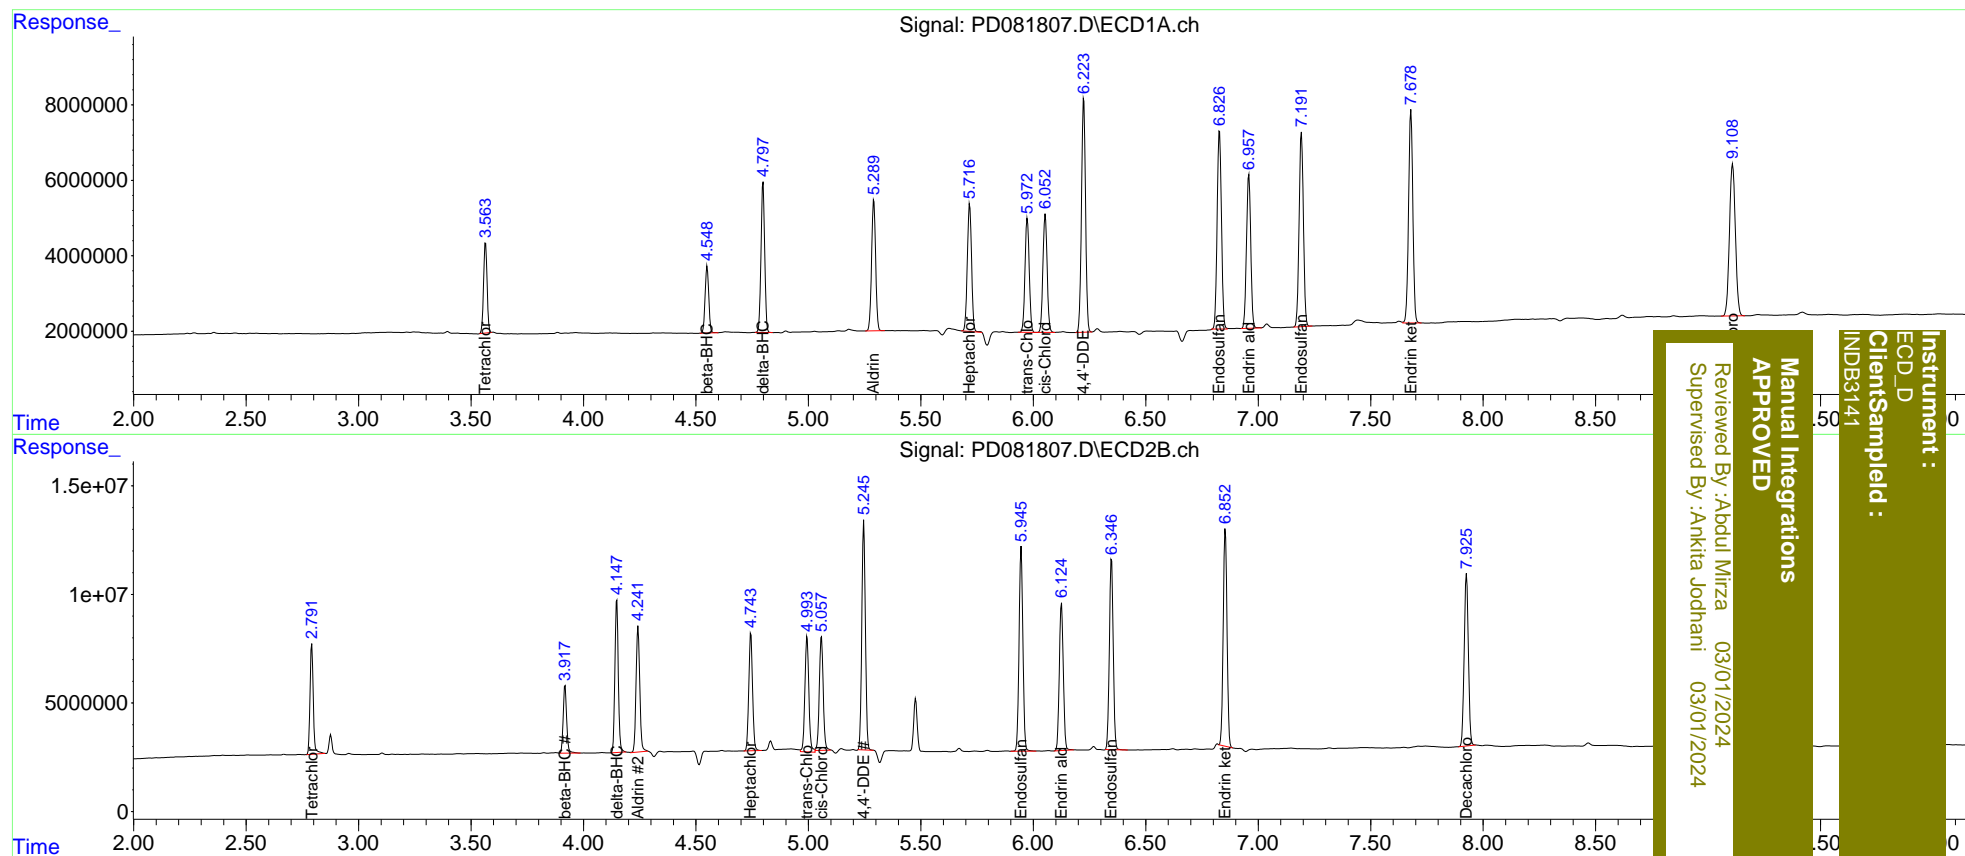 Response_
Signal: PD081807.D\ECD1A.ch
8000000
6000000
4000000
2000000
3.563
4.548
4.797
5.289
5.716
5.972
6.052
6.223
6.826
6.957
7.191
7.678
9.108
Tetrachlor
beta-BHC
delta-BHC
Aldrin
Heptachlor
trans-Chlo
cis-Chlord
4,4'-DDE
Endosulfan
Endrin ald
Endosulfan
Endrin ket
Time
2.00 2.50 3.00 3.50 4.00 4.50 5.00 5.50 6.00 6.50 7.00 7.50 8.00 8.50
Response_
Signal: PD081807.D\ECD2B.ch
1.5e+07
1e+07
5000000
0
2.791
3.917
4.147
4.241
4.743
4.993
5.057
5.245
5.945
6.124
6.346
6.852
7.925
Tetrachlor
beta-BHC #
delta-BHC
Aldrin #2
Heptachlor
trans-Chlo
cis-Chlord
4,4'-DDE #
Endosulfan
Endrin ald
Endosulfan
Endrin ket
Decachloro
Time
2.00 2.50 3.00 3.50 4.00 4.50 5.00 5.50 6.00 6.50 7.00 7.50 8.00 8.50
Instrument :
ECD_D
ClientSampleId :
INDB3141
Manual Integrations
APPROVED
Reviewed By :Abdul Mirza 03/01/2024
Supervised By :Ankita Jodhani 03/01/2024